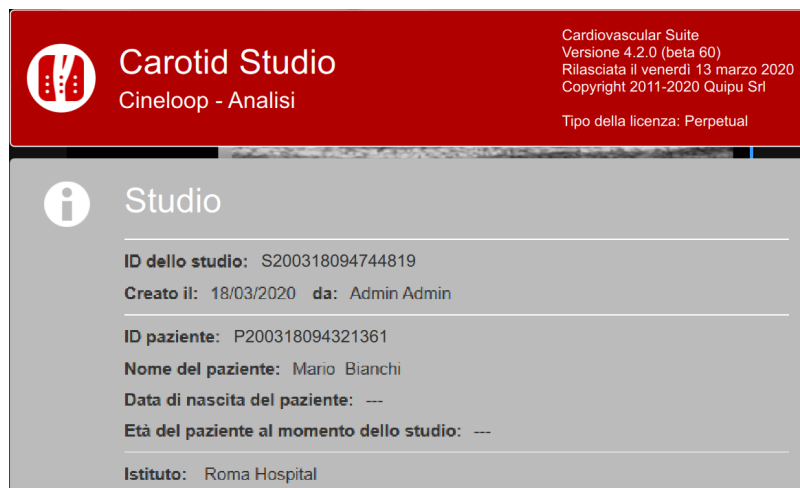 Carotid Studio
Cineloop - Analisi
Cardiovascular Suite
Versione 4.2.0 (beta 60)
Rilasciata il venerdì 13 marzo 2020
Copyright 2011-2020 Quipu Srl
Tipo della licenza: Perpetual
Studio
ID dello studio: S200318094744819
Creato il: 18/03/2020 da: Admin Admin
ID paziente: P200318094321361
Nome del paziente: Mario Bianchi
Data di nascita del paziente: ---
Età del paziente al momento dello studio: ---
Istituto: Roma Hospital